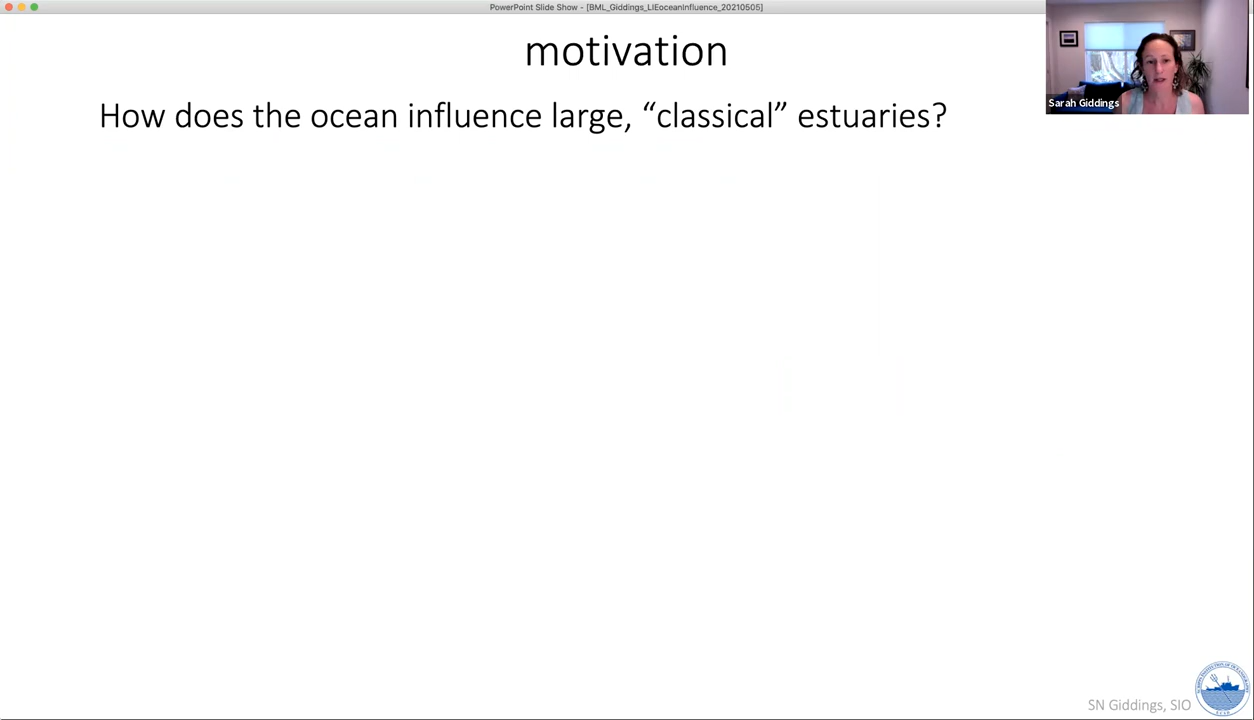 PowerPoint Slide Show - [BML_Giddings_LIEoceanInfluence_20210505]
motivation
How does the ocean influence large, “classical” estuaries?
Sarah Giddings
SN Giddings, SIO